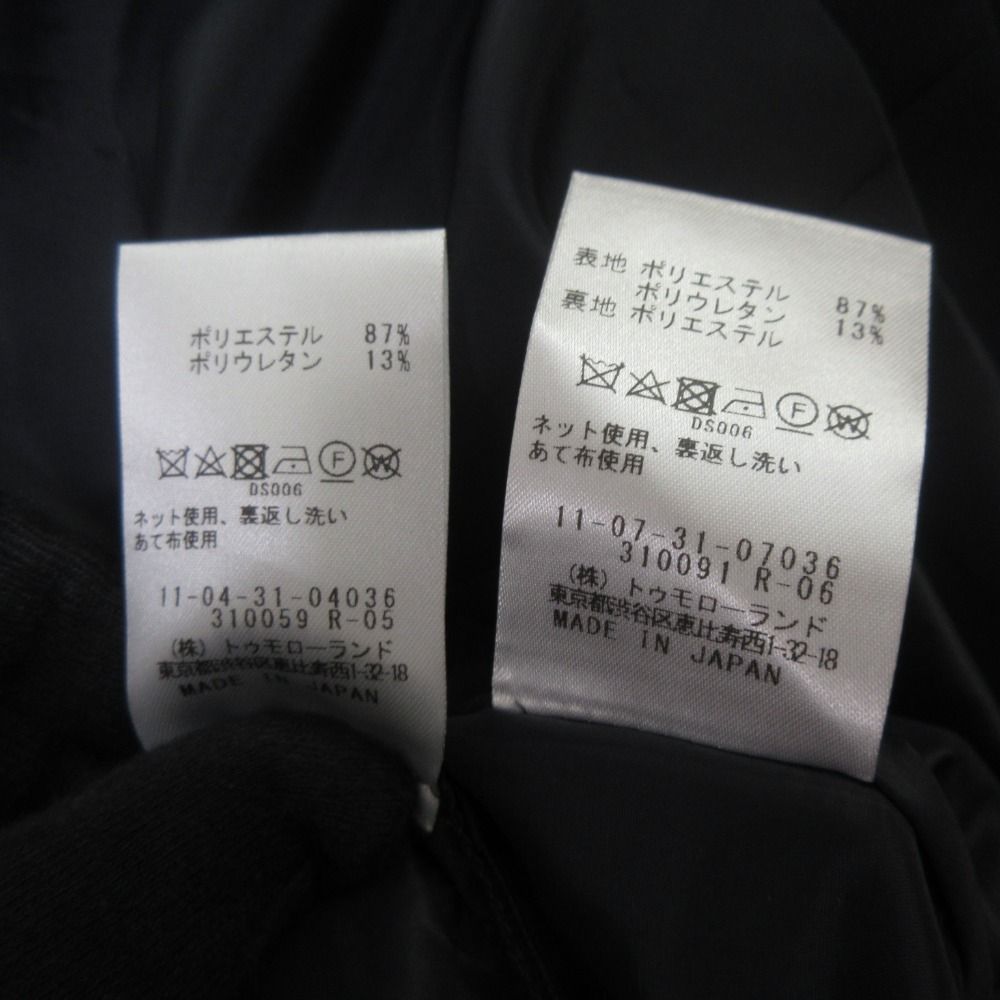 ポリエステル 87%
ポリウレタン 13%
F W
DS006
ネット使用、裏返し洗い
あて布使用
11-04-31-04036
310059 R-05
(株) トゥモローランド
東京都渋谷区恵比寿西1-32-18
MADE IN JAPAN
表地 ポリエステル 87%
ポリウレタン 13%
裏地 ポリエステル
F W
DS006
ネット使用、裏返し洗い
あて布使用
11-07-31-07036
310091 R-06
(株) トゥモローランド
東京都渋谷区恵比寿西1-32-18
MADE IN JAPAN